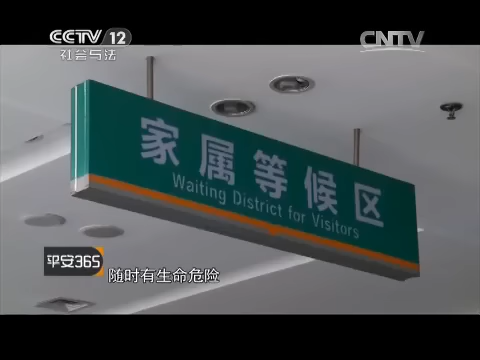 CCTV 12
社会与法
CNTV
家属等候区
Waiting District for Visitors
平安365
随时有生命危险